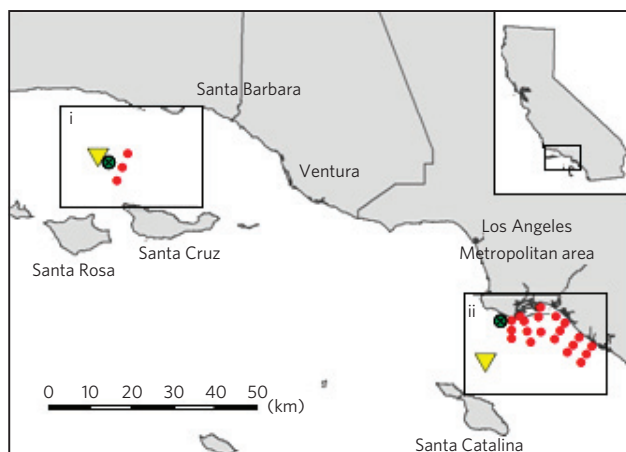 Santa Barbara
i
Ventura
Los Angeles
Metropolitan area
Santa Cruz
Santa Rosa
ii
0 10 20 30 40 50
(km)
Santa Catalina